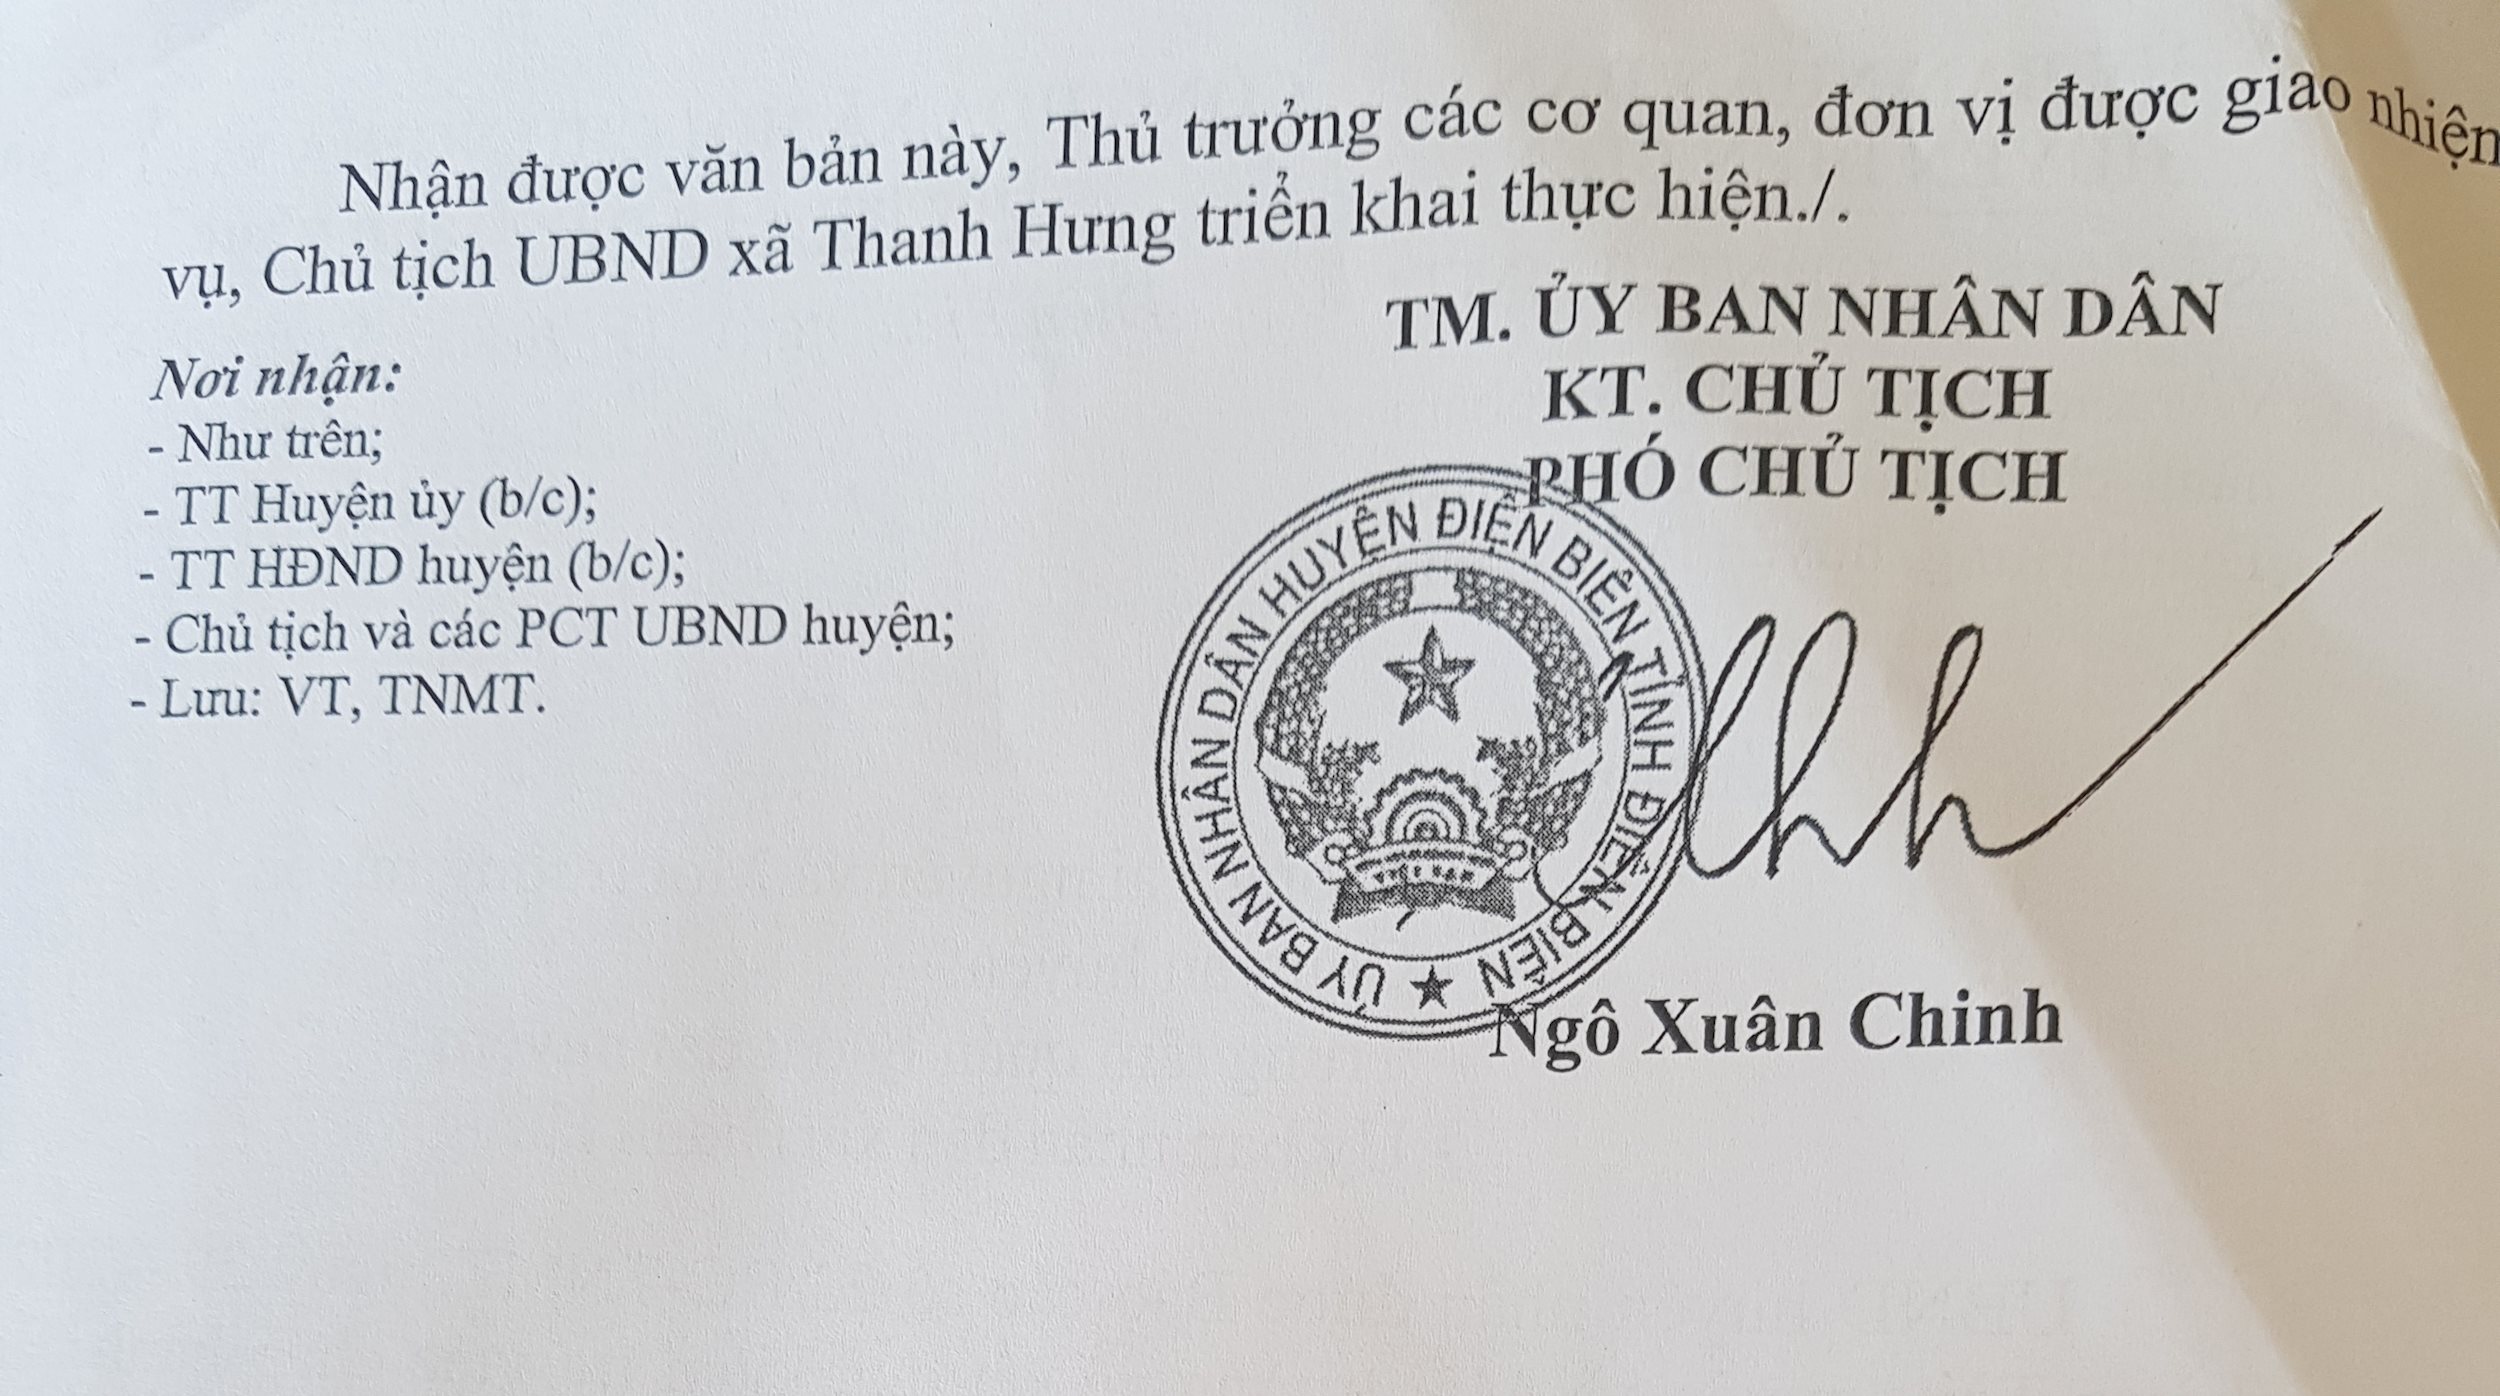 Nhận được văn bản này, Thủ trưởng các cơ quan, đơn vị được giao nhiện
vụ, Chủ tịch UBND xã Thanh Hưng triển khai thực hiện./.
Nơi nhận:
- Như trên;
- TT Huyện ủy (b/c);
- TT HĐND huyện (b/c);
- Chủ tịch và các PCT UBND huyện;
- Lưu: VT, TNMT.
TM. ỦY BAN NHÂN DÂN
KT. CHỦ TỊCH
PHÓ CHỦ TỊCH
ỦY BAN NHÂN DÂN HUYỆN ĐIỆN BIÊN TỈNH ĐIỆN BIÊN
VIỆT NAM
Ngô Xuân Chinh